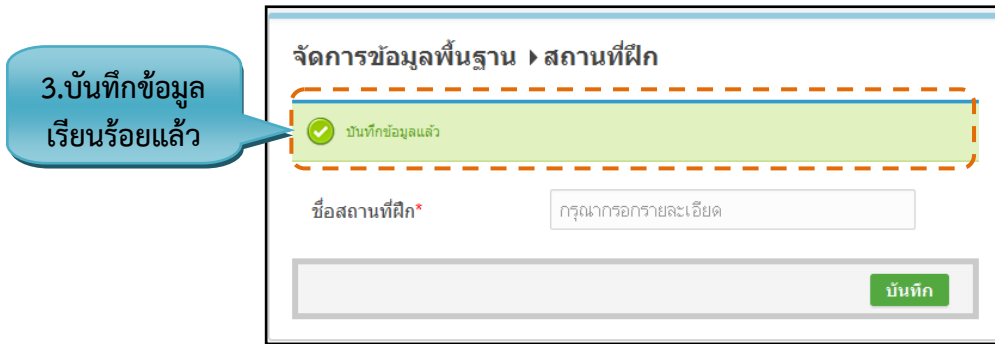 จัดการข้อมูลพื้นฐาน ▸ สถานที่ฝึก
3.บันทึกข้อมูล
เรียนร้อยแล้ว
บันทึกข้อมูลแล้ว
ชื่อสถานที่ฝึก*
กรุณากรอกรายละเอียด
บันทึก